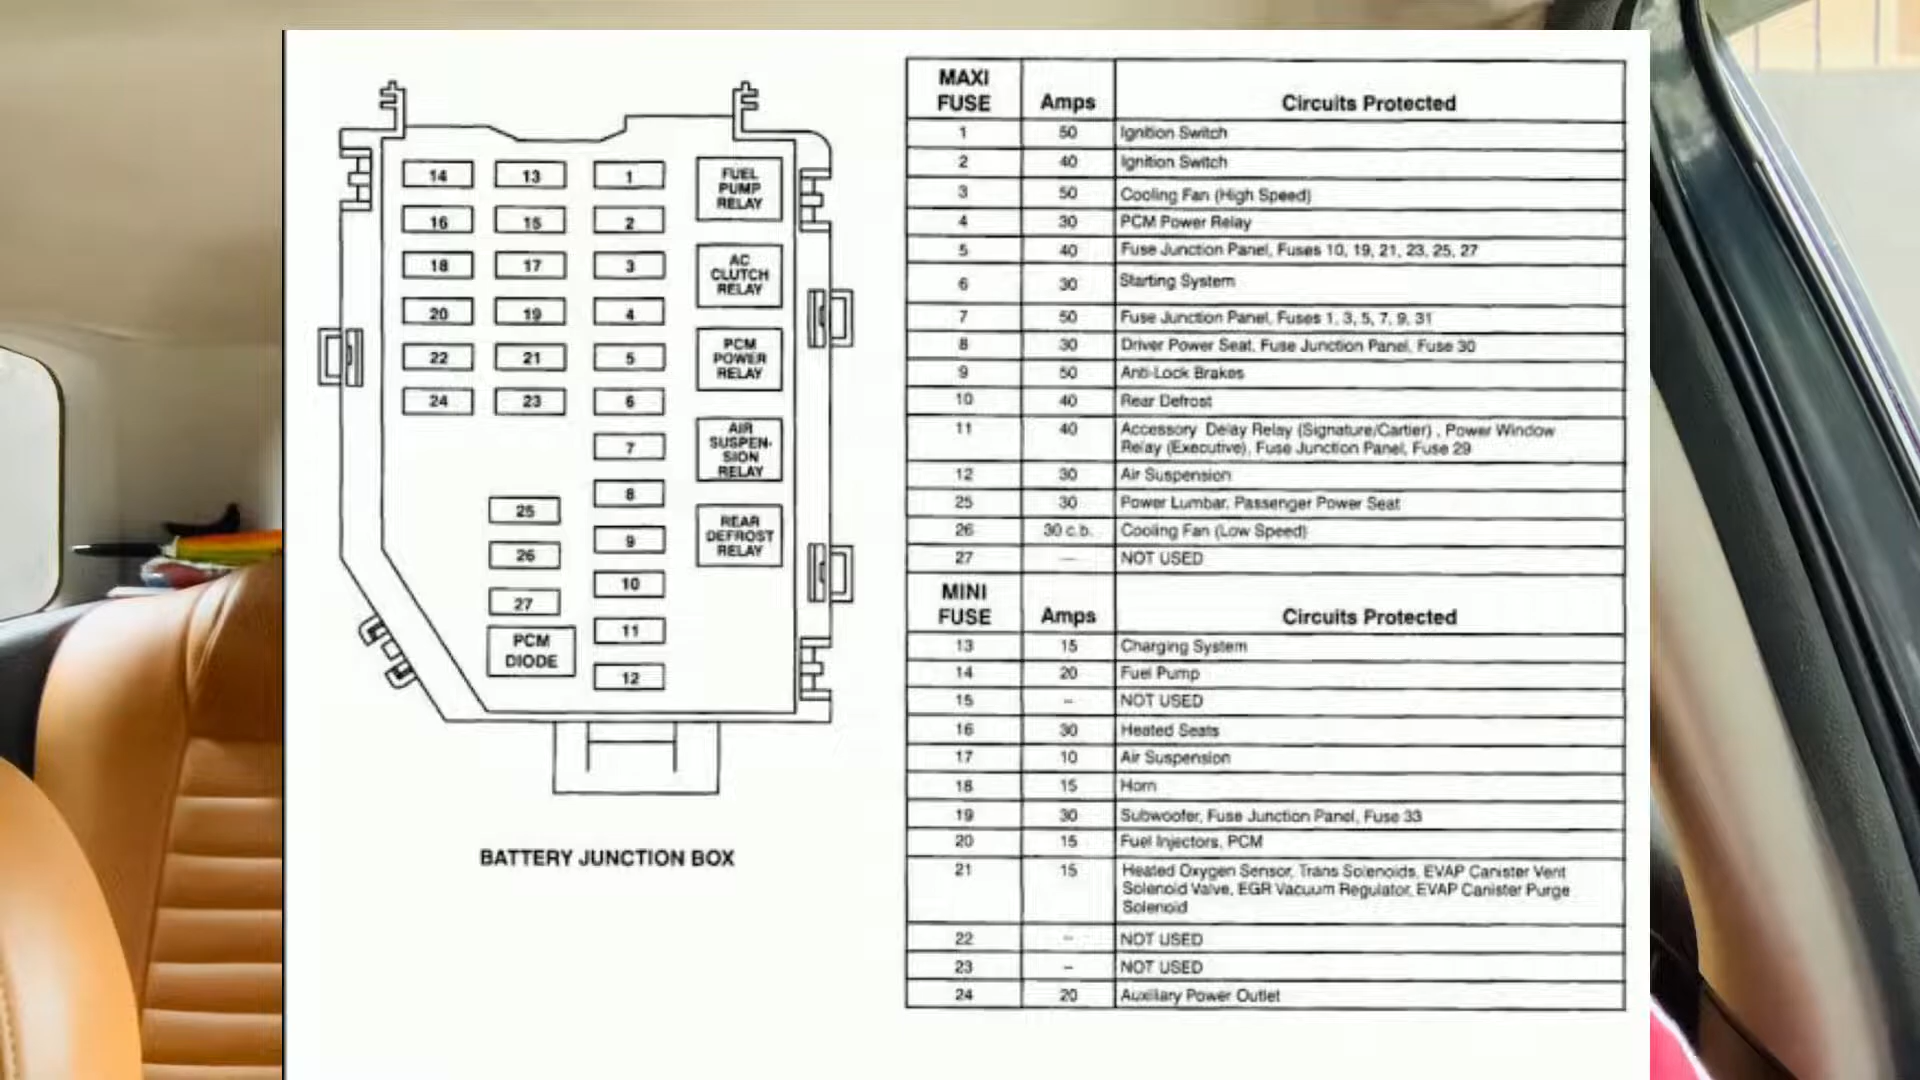 14 13 1 FUEL
PUMP
RELAY
16 15 2
18 17 3 AC
CLUTCH
RELAY
20 19 4
22 21 5 PCM
POWER
RELAY
24 23 6
7 AIR
SUSPEN-
SION
RELAY
25 8
26 9 REAR
DEFROST
RELAY
10
27 11
PCM
DIODE
12
BATTERY JUNCTION BOX
MAXI
FUSE Amps Circuits Protected
1 50 Ignition Switch
2 40 Ignition Switch
3 50 Cooling Fan (High Speed)
4 30 PCM Power Relay
5 40 Fuse Junction Panel, Fuses 10, 19, 21, 23, 25, 27
6 30 Starting System
7 50 Fuse Junction Panel, Fuses 1, 3, 5, 7, 9, 31
8 30 Driver Power Seat, Fuse Junction Panel, Fuse 30
9 50 Anti-Lock Brakes
10 40 Rear Defrost
11 40 Accessory Delay Relay (Signature/Cartier) , Power Window
Relay (Executive), Fuse Junction Panel, Fuse 29
12 30 Air Suspension
25 30 Power Lumbar, Passenger Power Seat
26 30 c.b. Cooling Fan (Low Speed)
27 — NOT USED
MINI
FUSE Amps Circuits Protected
13 15 Charging System
14 20 Fuel Pump
15 – NOT USED
16 30 Heated Seats
17 10 Air Suspension
18 15 Horn
19 30 Subwoofer, Fuse Junction Panel, Fuse 33
20 15 Fuel Injectors, PCM
21 15 Heated Oxygen Sensor, Trans Solenoids, EVAP Canister Vent
Solenoid Valve, EGR Vacuum Regulator, EVAP Canister Purge
Solenoid
22 – NOT USED
23 – NOT USED
24 20 Auxiliary Power Outlet